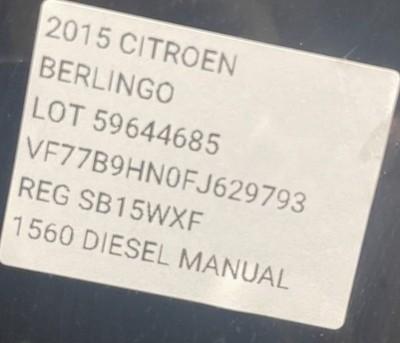 2015 CITROEN
BERLINGO
LOT 59644685
VF77B9HN0FJ629793
REG SB15WXF
1560 DIESEL MANUAL